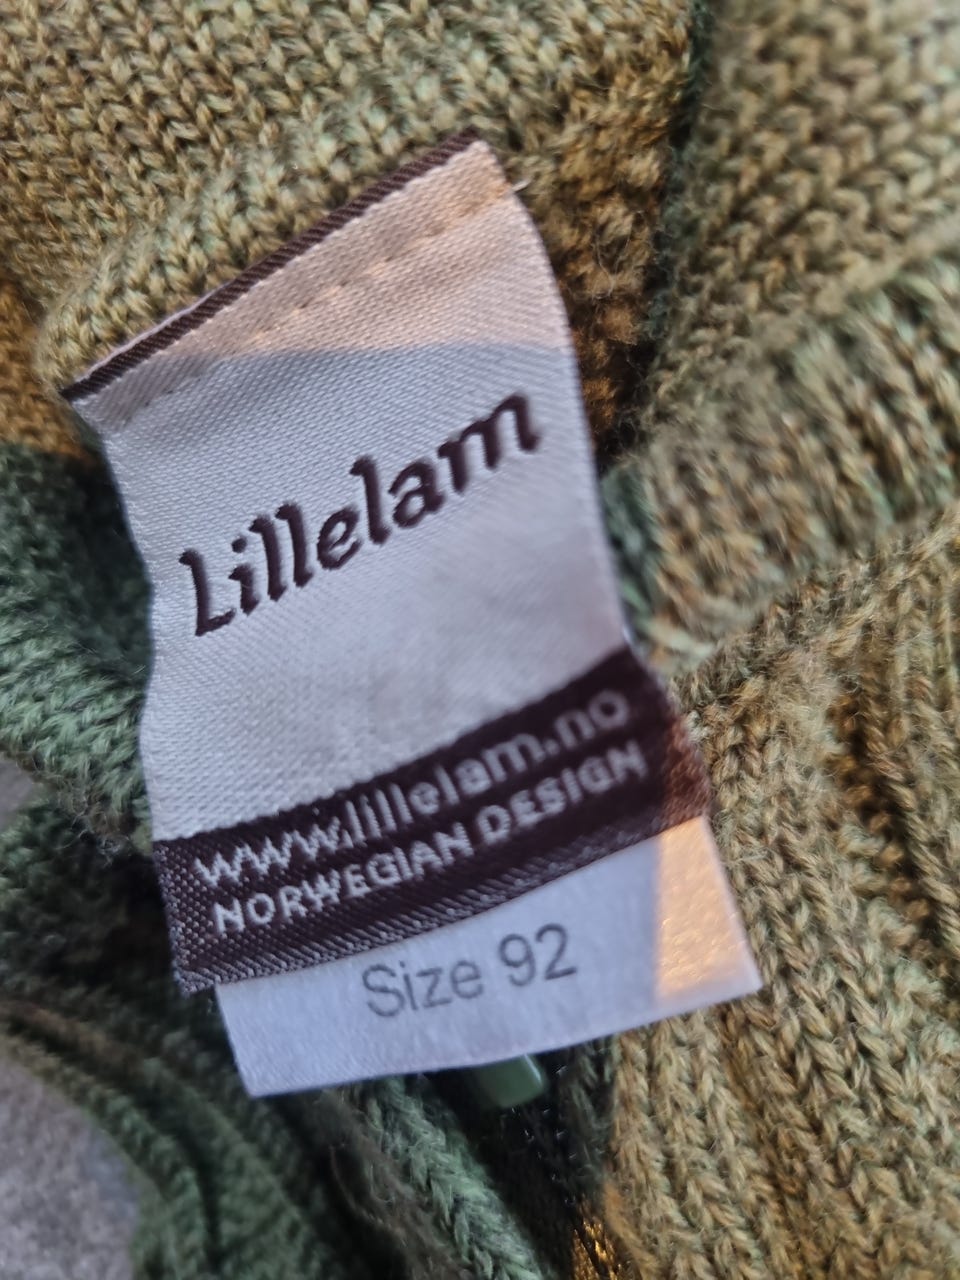 Lillelam
www.lillelam.no
NORWEGIAN DESIGN
Size 92